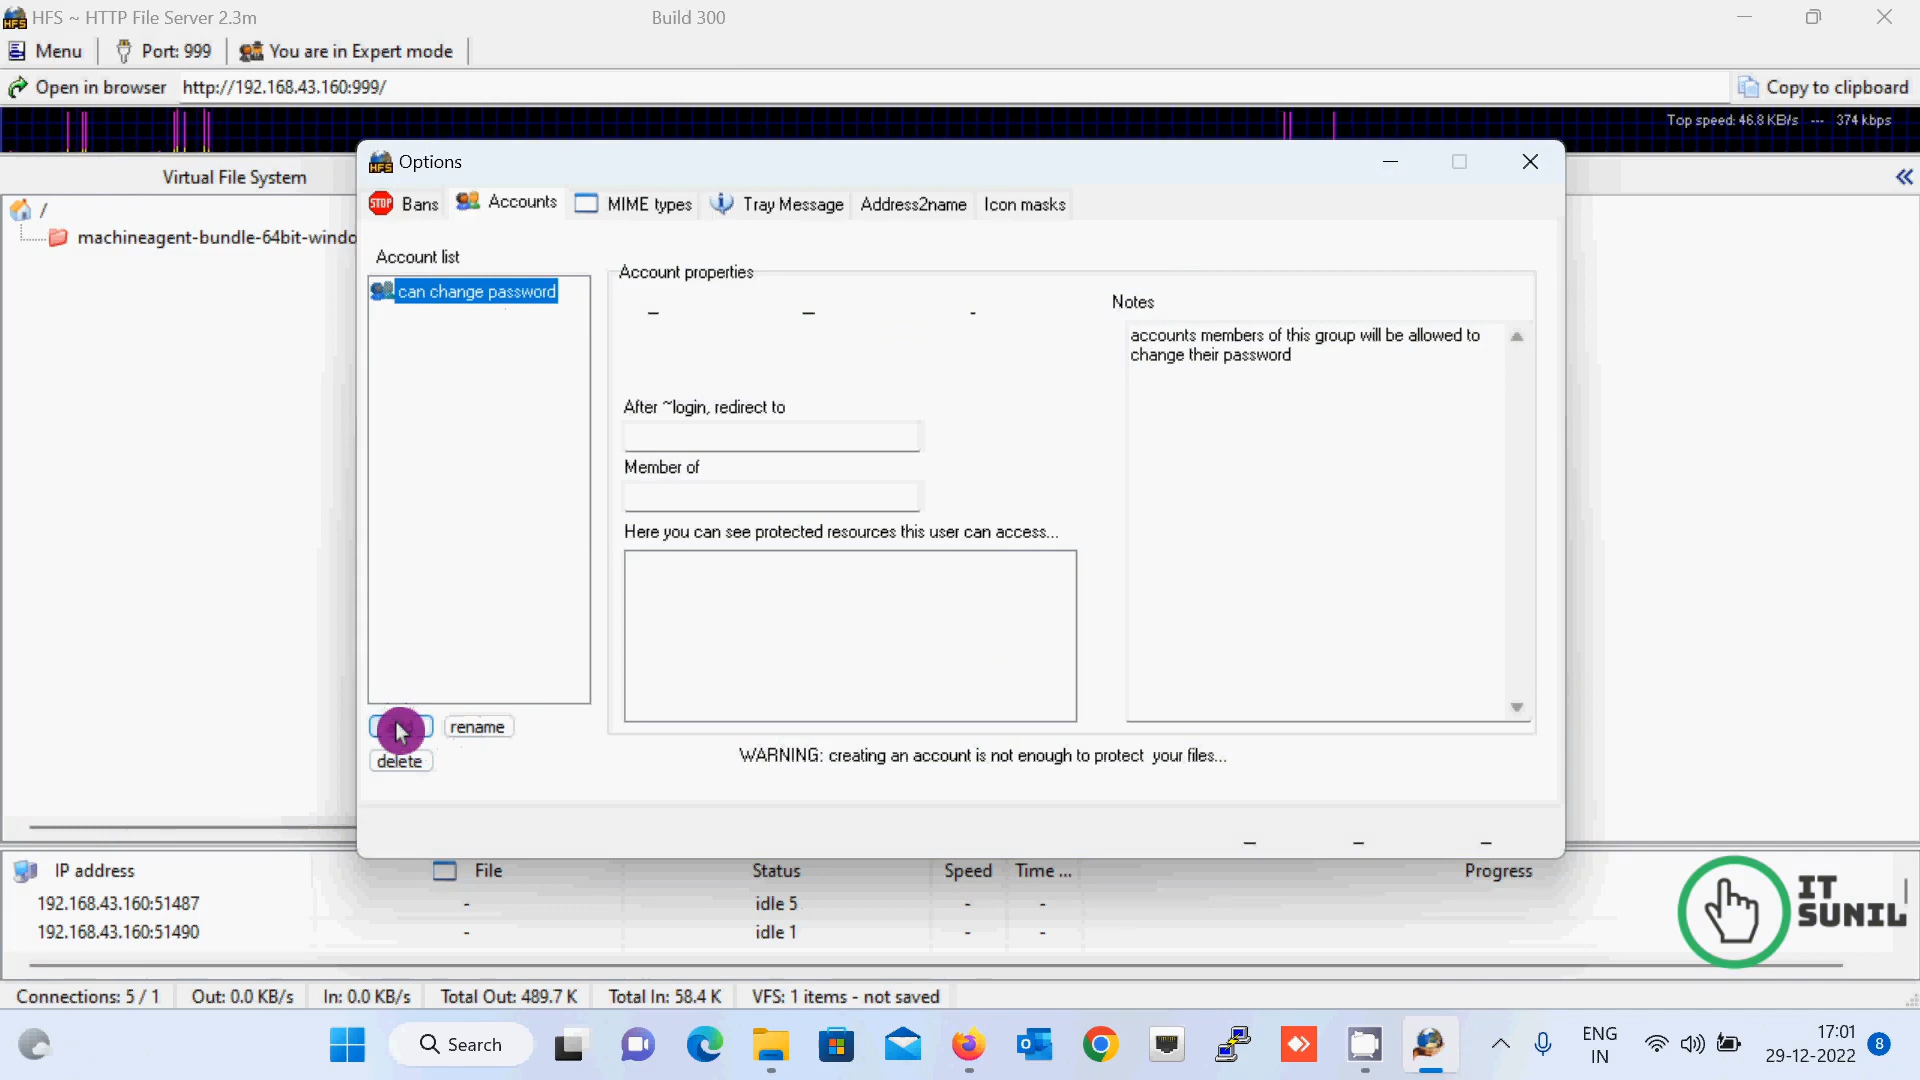 HFS ~ HTTP File Server 2.3m
Build 300
Menu
Port: 999
You are in Expert mode
Open in browser
http://192.168.43.160:999/
Copy to clipboard
Top speed: 46.8 KB/s --- 374 kbps
Virtual File System
/
machineagent-bundle-64bit-windo
Options
STOP
Bans
Accounts
MIME types
Tray Message
Address2name
Icon masks
Account list
can change password
Account properties
Notes
accounts members of this group will be allowed to
change their password
After ~login, redirect to
Member of
Here you can see protected resources this user can access...
rename
delete
WARNING: creating an account is not enough to protect your files...
IP address
File
Status
Speed
Time ...
Progress
192.168.43.160:51487
-
idle 5
-
-
192.168.43.160:51490
-
idle 1
-
-
IT
SUNIL
Connections: 5 / 1
Out: 0.0 KB/s
In: 0.0 KB/s
Total Out: 489.7 K
Total In: 58.4 K
VFS: 1 items - not saved
Search
ENG
IN
17:01
29-12-2022
8